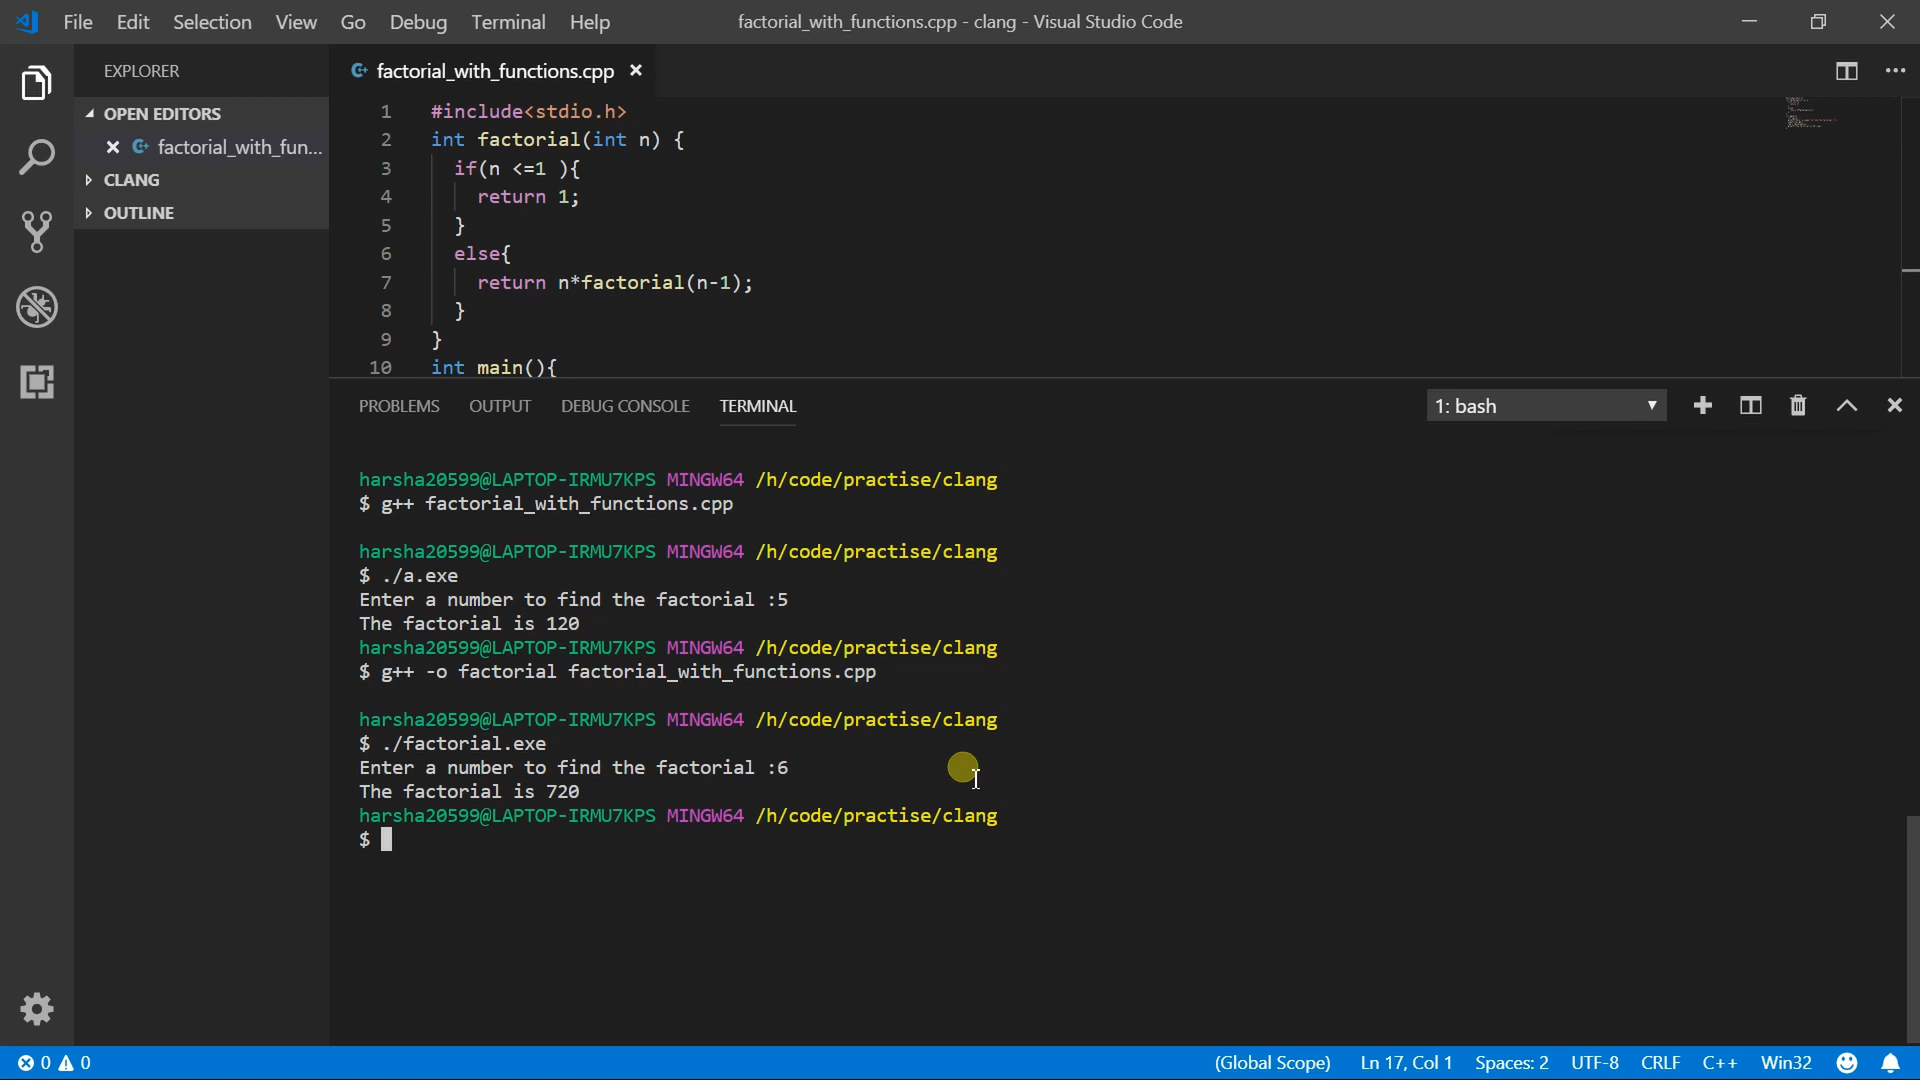 File Edit Selection View Go Debug Terminal Help
factorial_with_functions.cpp - clang - Visual Studio Code
EXPLORER
OPEN EDITORS
factorial_with_fun...
CLANG
OUTLINE
factorial_with_functions.cpp
1 #include<stdio.h>
2 int factorial(int n) {
3 if(n <=1 ){
4 return 1;
5 }
6 else{
7 return n*factorial(n-1);
8 }
9 }
10 int main(){
PROBLEMS OUTPUT DEBUG CONSOLE TERMINAL
1: bash
harsha20599@LAPTOP-IRMU7KPS MINGW64 /h/code/practise/clang
$ g++ factorial_with_functions.cpp
harsha20599@LAPTOP-IRMU7KPS MINGW64 /h/code/practise/clang
$ ./a.exe
Enter a number to find the factorial :5
The factorial is 120
harsha20599@LAPTOP-IRMU7KPS MINGW64 /h/code/practise/clang
$ g++ -o factorial factorial_with_functions.cpp
harsha20599@LAPTOP-IRMU7KPS MINGW64 /h/code/practise/clang
$ ./factorial.exe
Enter a number to find the factorial :6
The factorial is 720
harsha20599@LAPTOP-IRMU7KPS MINGW64 /h/code/practise/clang
$
0 0
(Global Scope) Ln 17, Col 1 Spaces: 2 UTF-8 CRLF C++ Win32